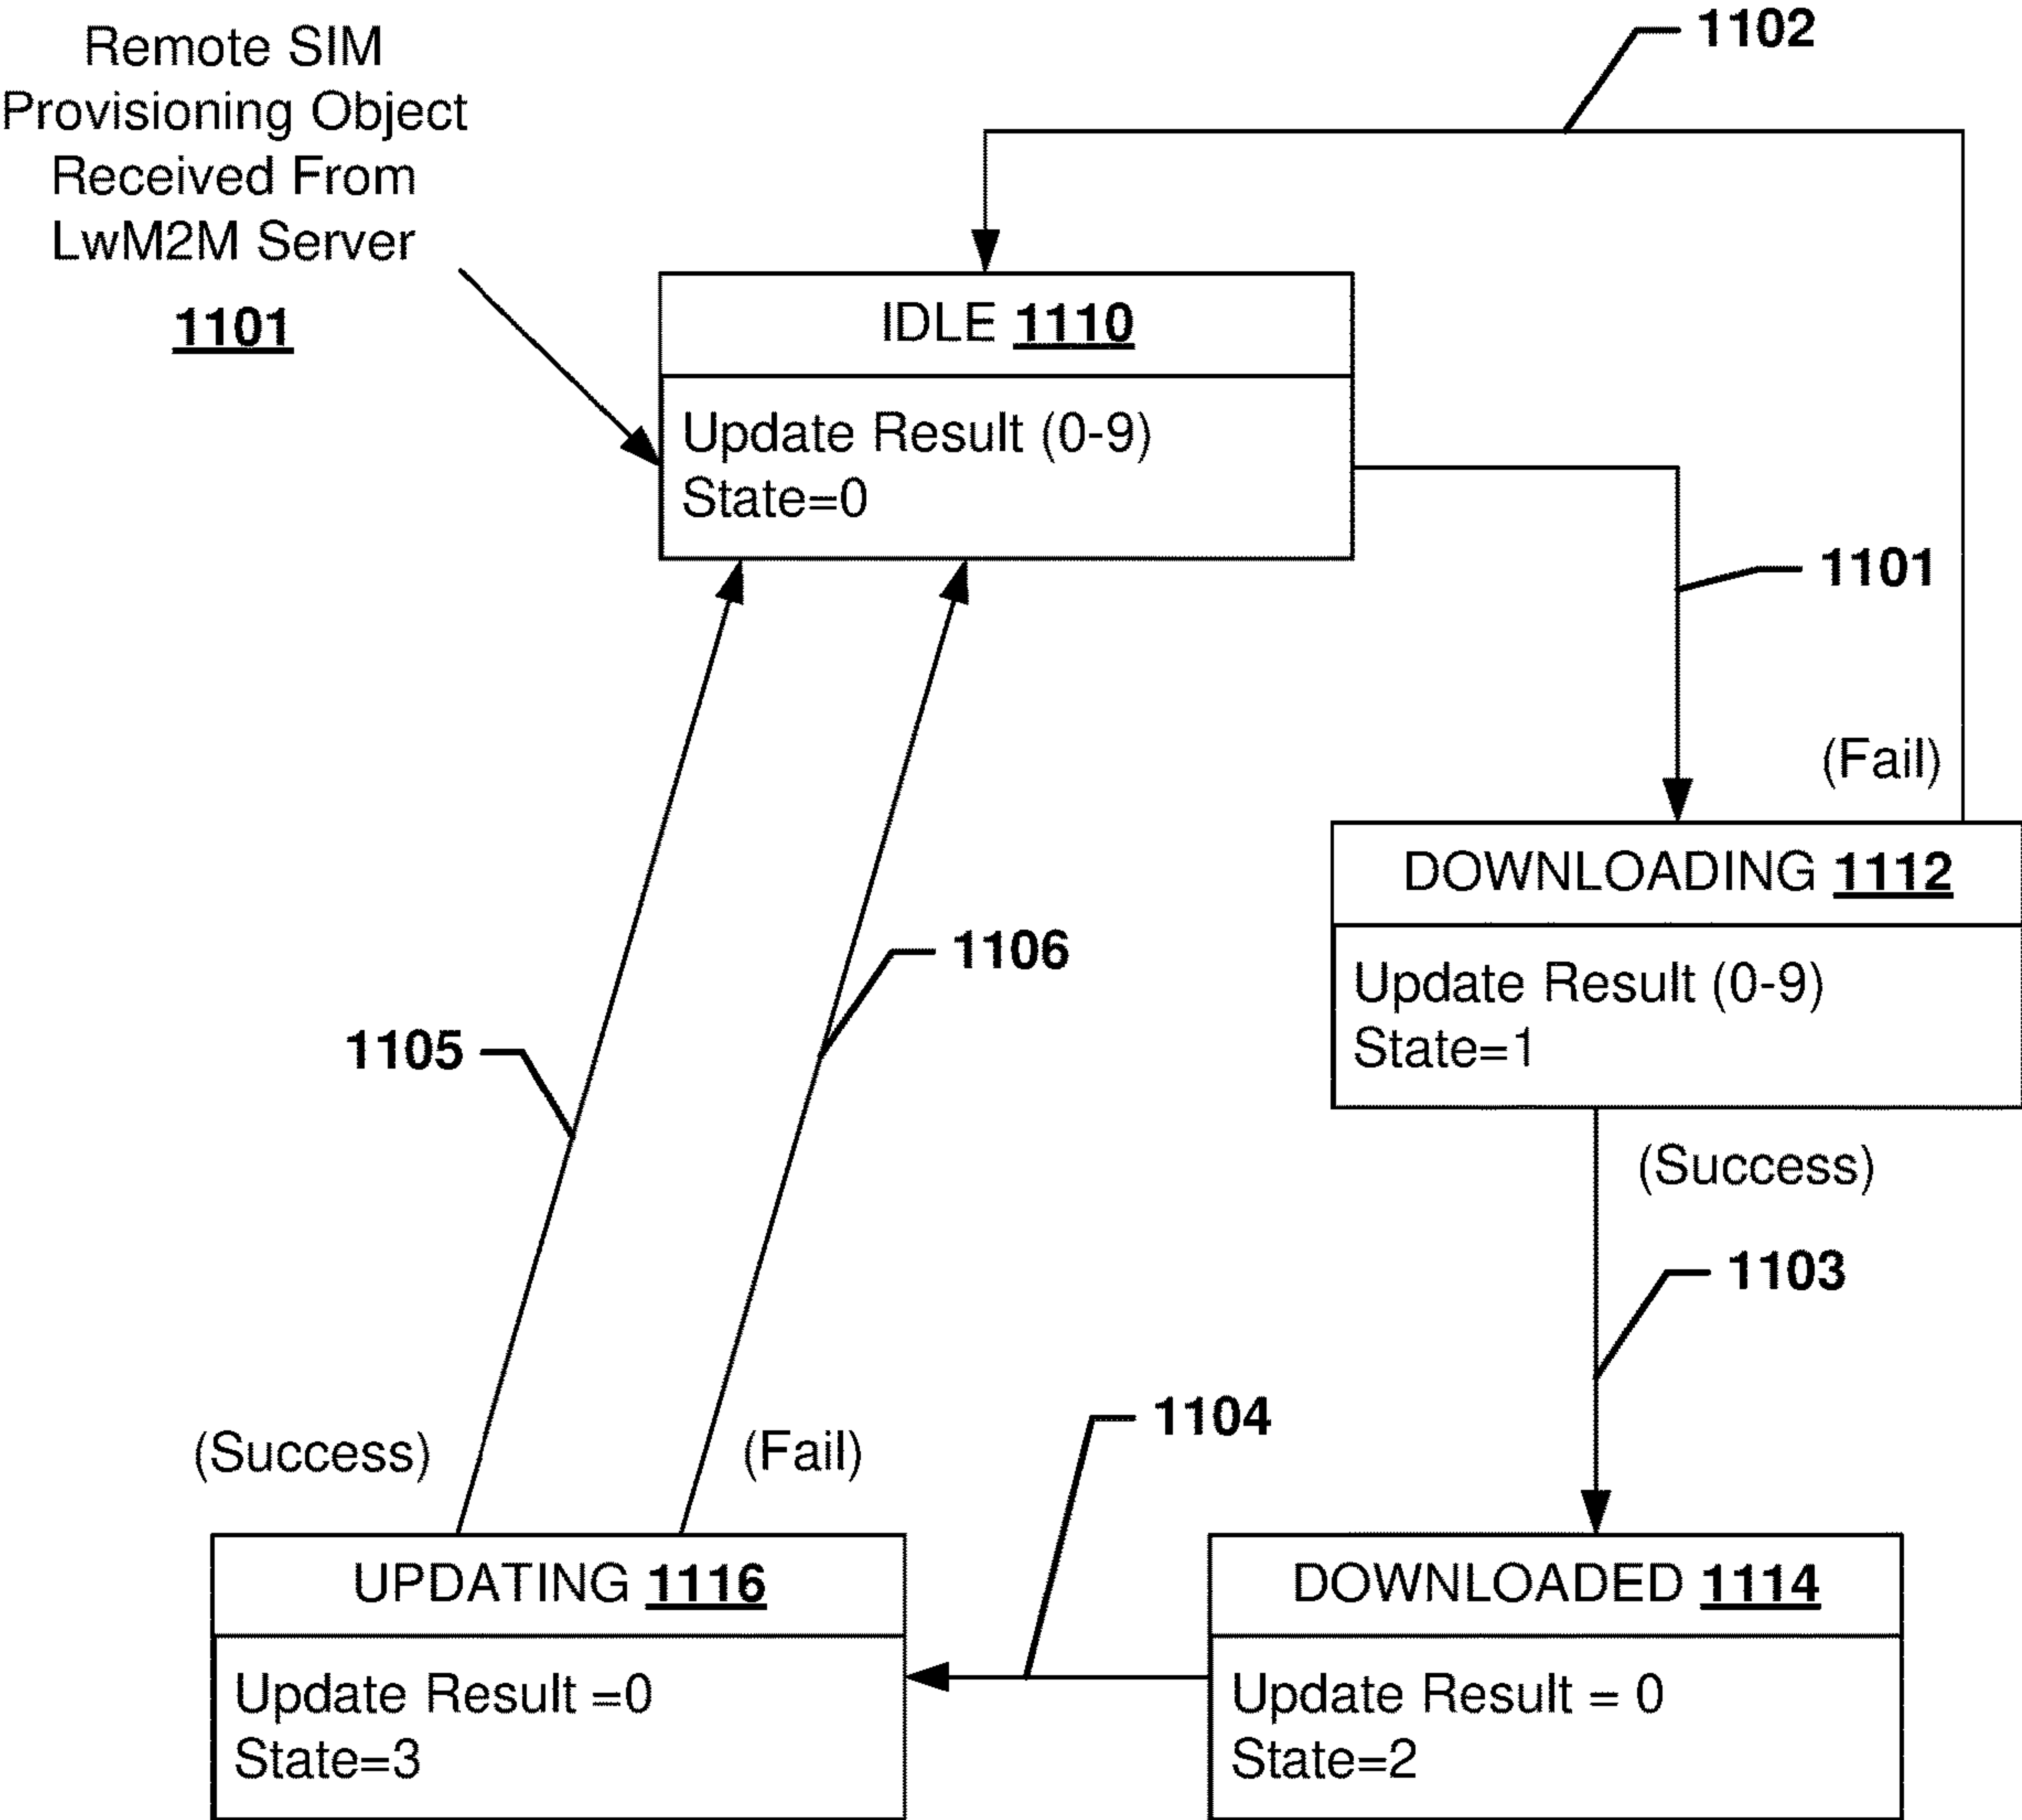 1102
Remote SIM
Provisioning Object
Received From
LwM2M Server
1101
IDLE 1110
Update Result (0-9)
State=0
1101
(Fail)
DOWNLOADING 1112
Update Result (0-9)
State=1
1106
1105
(Success)
1103
1104
(Success)
(Fail)
UPDATING 1116
Update Result =0
State=3
DOWNLOADED 1114
Update Result = 0
State=2